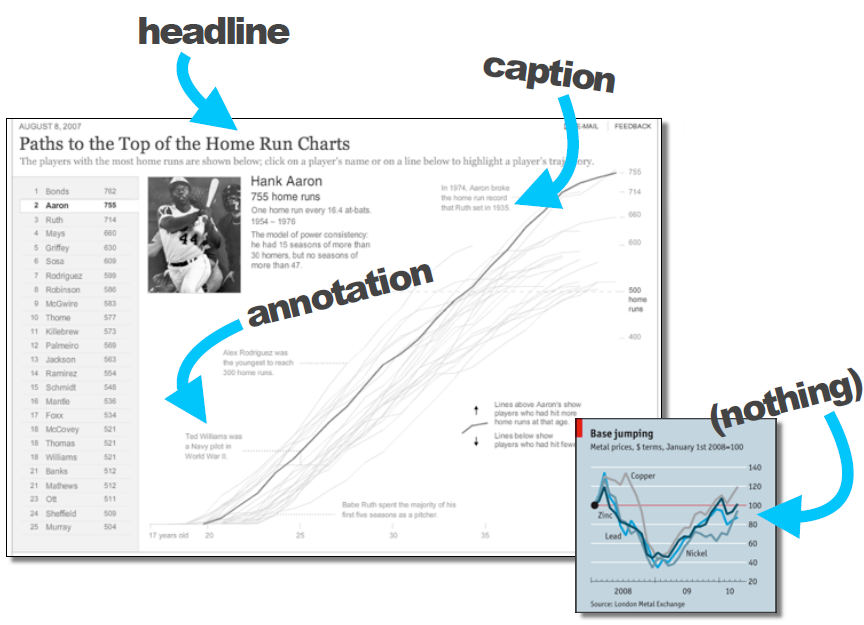 headline
caption
AUGUST 8, 2007
E-MAIL
FEEDBACK
Paths to the Top of the Home Run Charts
The players with the most home runs are shown below; click on a player's name or on a line below to highlight a player's trajectory.
1 Bonds 762
2 Aaron 755
3 Ruth 714
4 Mays 660
5 Griffey 630
6 Sosa 609
7 Rodriguez 599
8 Robinson 586
9 McGwire 583
10 Thome 577
11 Killebrew 573
12 Palmeiro 569
13 Jackson 563
14 Ramirez 554
15 Schmidt 548
16 Mantle 536
17 Foxx 534
18 McCovey 521
18 Thomas 521
18 Williams 521
21 Banks 512
21 Mathews 512
23 Ott 511
24 Sheffield 509
25 Murray 504
Hank Aaron
755 home runs
One home run every 16.4 at-bats.
1954 – 1976
The model of power consistency:
he had 15 seasons of more than
30 homers, but no seasons of
more than 47.
44
In 1974, Aaron broke
the home run record
that Ruth set in 1935.
755
714
660
600
500
home
runs
400
annotation
Alex Rodriguez was
the youngest to reach
300 home runs.
Ted Williams was
a Navy pilot in
World War II.
Babe Ruth spent the majority of his
first five seasons as a pitcher.
Lines above Aaron's show
players who had hit more
home runs at that age.
Lines below show
players who had hit
17 years old
20
25
30
35
(nothing)
Base jumping
Metal prices, $ terms, January 1st 2008=100
Copper
Zinc
Lead
Nickel
140
120
100
80
60
40
20
2008
09
10
Source: London Metal Exchange